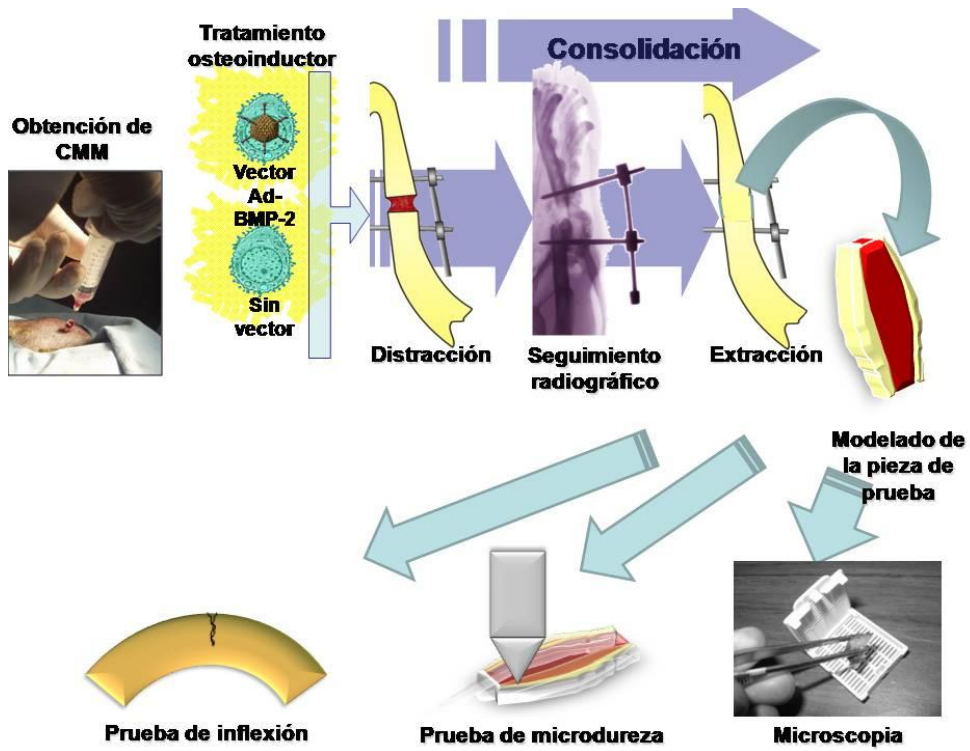 Tratamiento
osteoinductor
Consolidación
Obtención de
CMM
Vector
Ad-
BMP-2
Sin
vector
Distracción
Seguimiento
radiográfico
Extracción
Modelado de
la pieza de
prueba
Prueba de inflexión
Prueba de microdureza
Microscopia